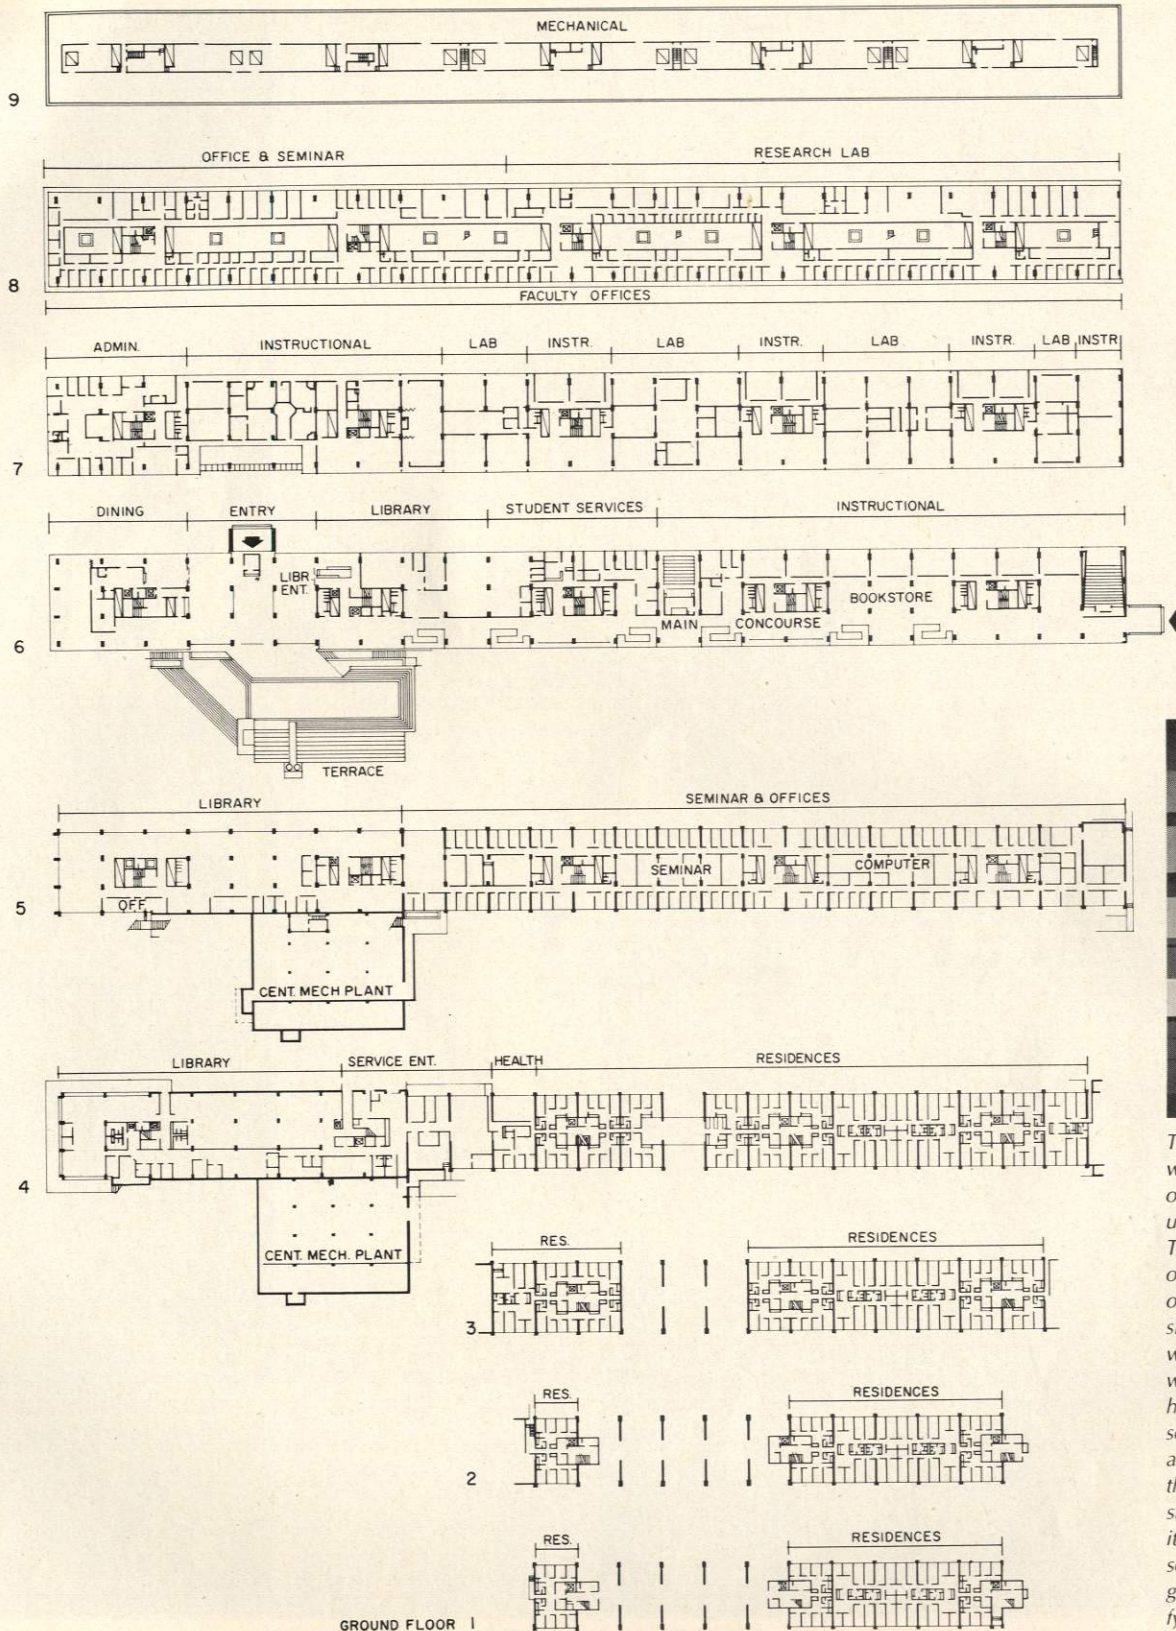 MECHANICAL
9
OFFICE & SEMINAR RESEARCH LAB
8
FACULTY OFFICES
ADMIN. INSTRUCTIONAL LAB INSTR. LAB INSTR. LAB INSTR. LAB INSTR
7
DINING ENTRY LIBRARY STUDENT SERVICES INSTRUCTIONAL
LIBR.
ENT.
BOOKSTORE
MAIN CONCOURSE
6
TERRACE
LIBRARY SEMINAR & OFFICES
SEMINAR COMPUTER
OFF.
5
CENT. MECH PLANT
LIBRARY SERVICE ENT. HEALTH RESIDENCES
4
CENT. MECH. PLANT
RES. RESIDENCES
3
RES. RESIDENCES
2
RES. RESIDENCES
GROUND FLOOR 1